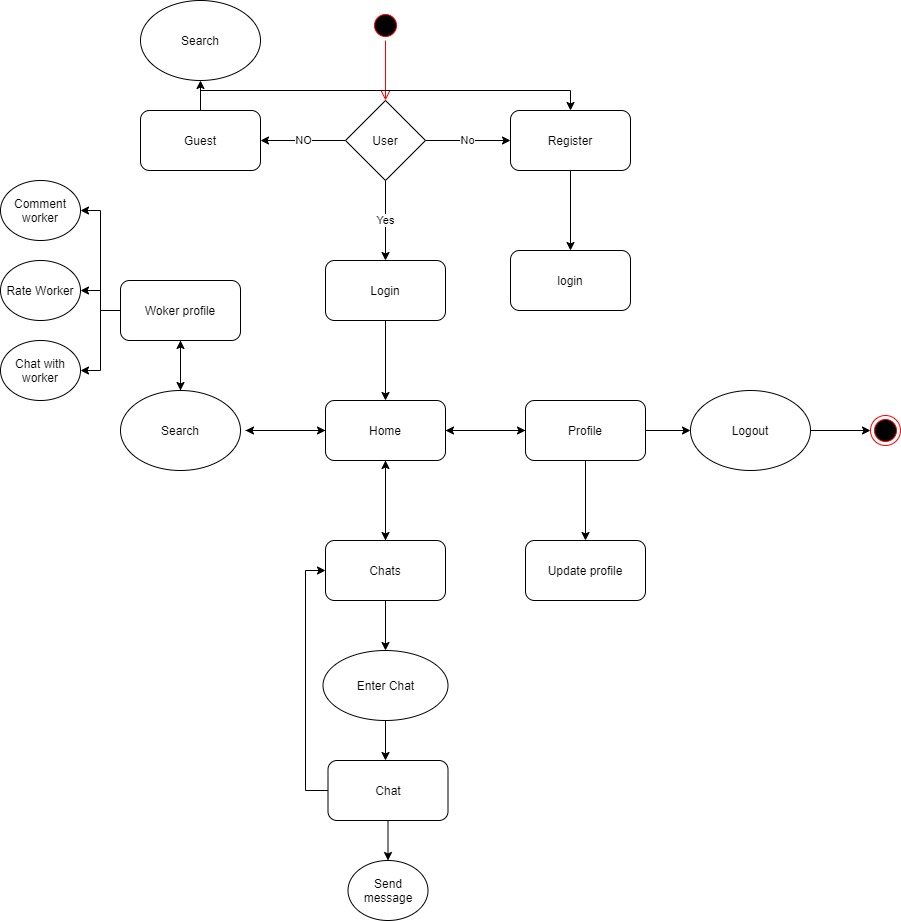 Search
Guest
NO
User
No
Register
Yes
Comment
worker
Rate Worker
Chat with
worker
Woker profile
Login
login
Search
Home
Profile
Logout
Chats
Update profile
Enter Chat
Chat
Send
message